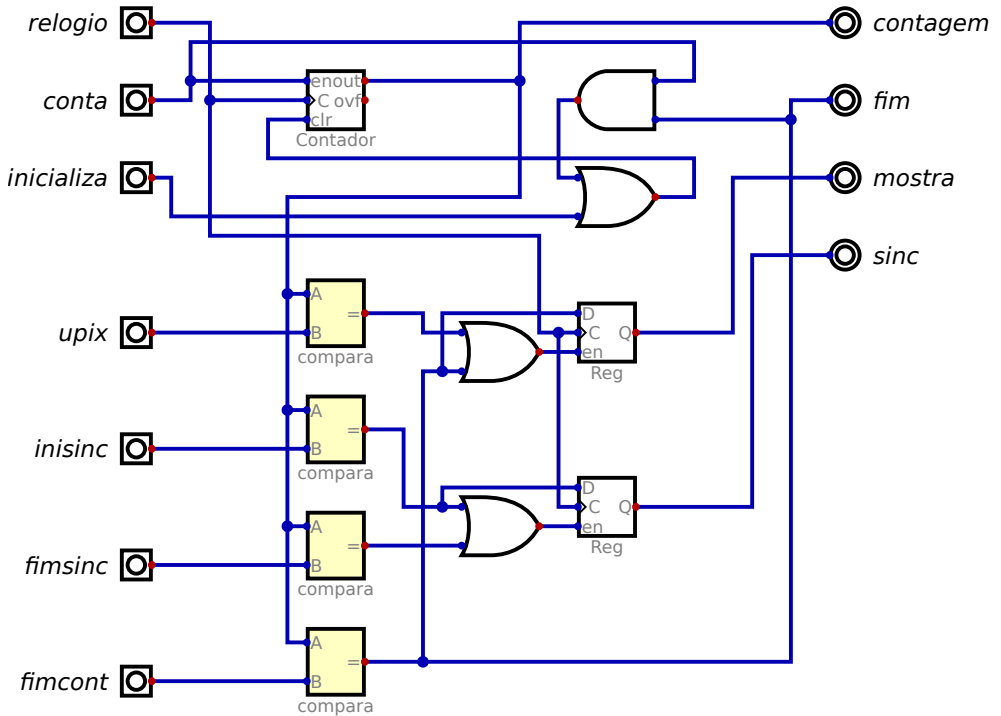 relogio
contagem
enout
conta
C ovf
fim
clr
Contador
inicializa
mostra
sinc
A
=
B
compara
upix
D
C Q
en
Reg
A
=
B
compara
inisinc
D
C Q
en
Reg
A
=
B
compara
fimsinc
A
=
B
compara
fimcont